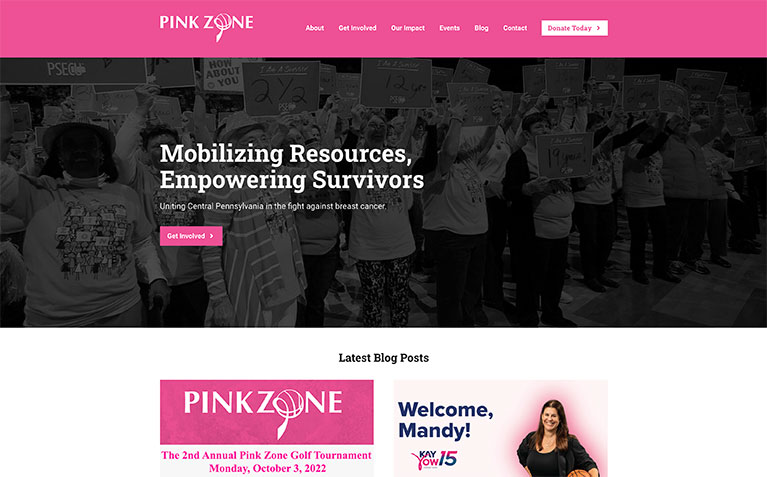 PINK ZONE
About
Get Involved
Our Impact
Events
Blog
Contact
Donate Today
PSECU
HOW
ABOUT
YOU
I Am A Survivor
2 1/2
I Am A Survivor
12 year
PSECU
I Am A Survivor
19 years
Mobilizing Resources,
Empowering Survivors
Uniting Central Pennsylvania in the fight against breast cancer.
Get Involved
Latest Blog Posts
PINK ZONE
The 2nd Annual Pink Zone Golf Tournament
Monday, October 3, 2022
Welcome,
Mandy!
KAY
YOW 15